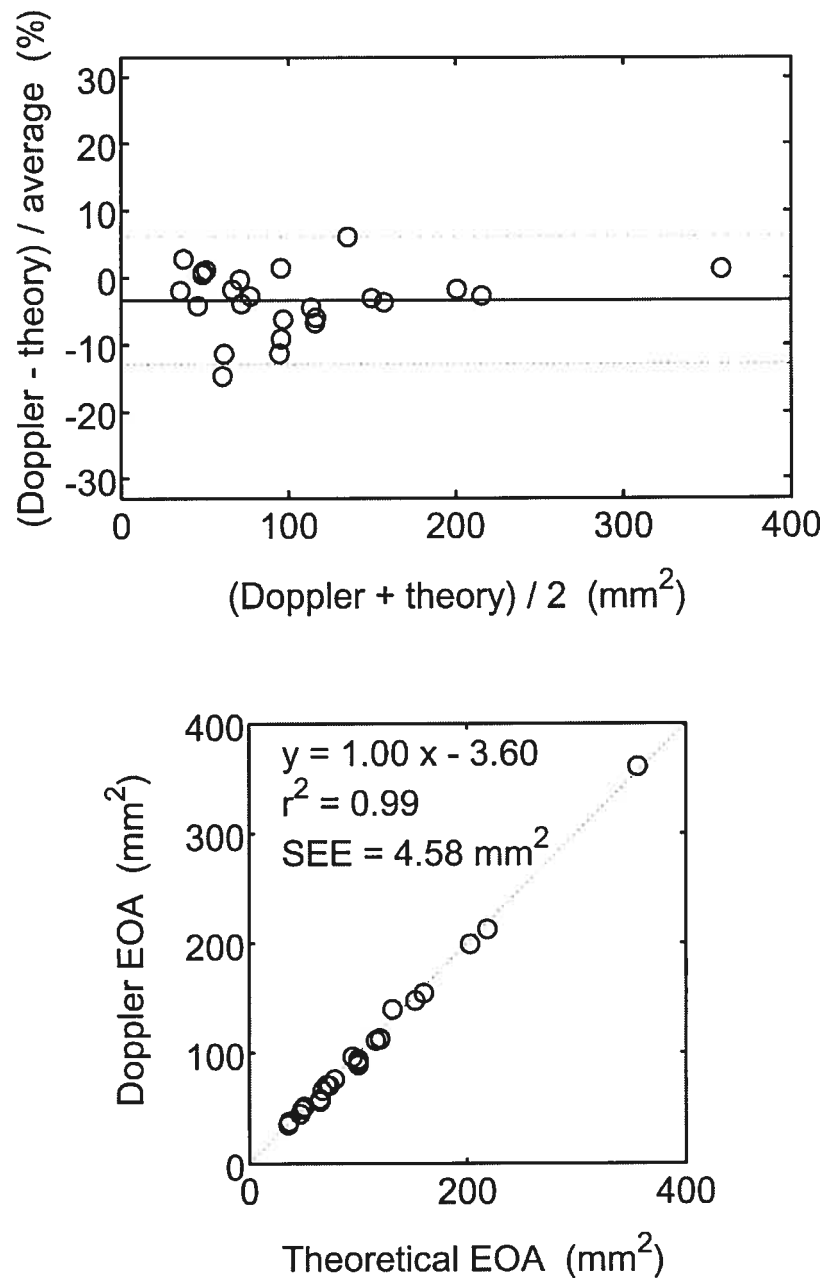 (Doppler - theory) / average (%)
30
20
10
0
-10
-20
-30
0 100 200 300 400
(Doppler + theory) / 2 (mm²)
Doppler EOA (mm²)
400
300
200
100
0
y = 1.00 x - 3.60
r² = 0.99
SEE = 4.58 mm²
0 200 400
Theoretical EOA (mm²)